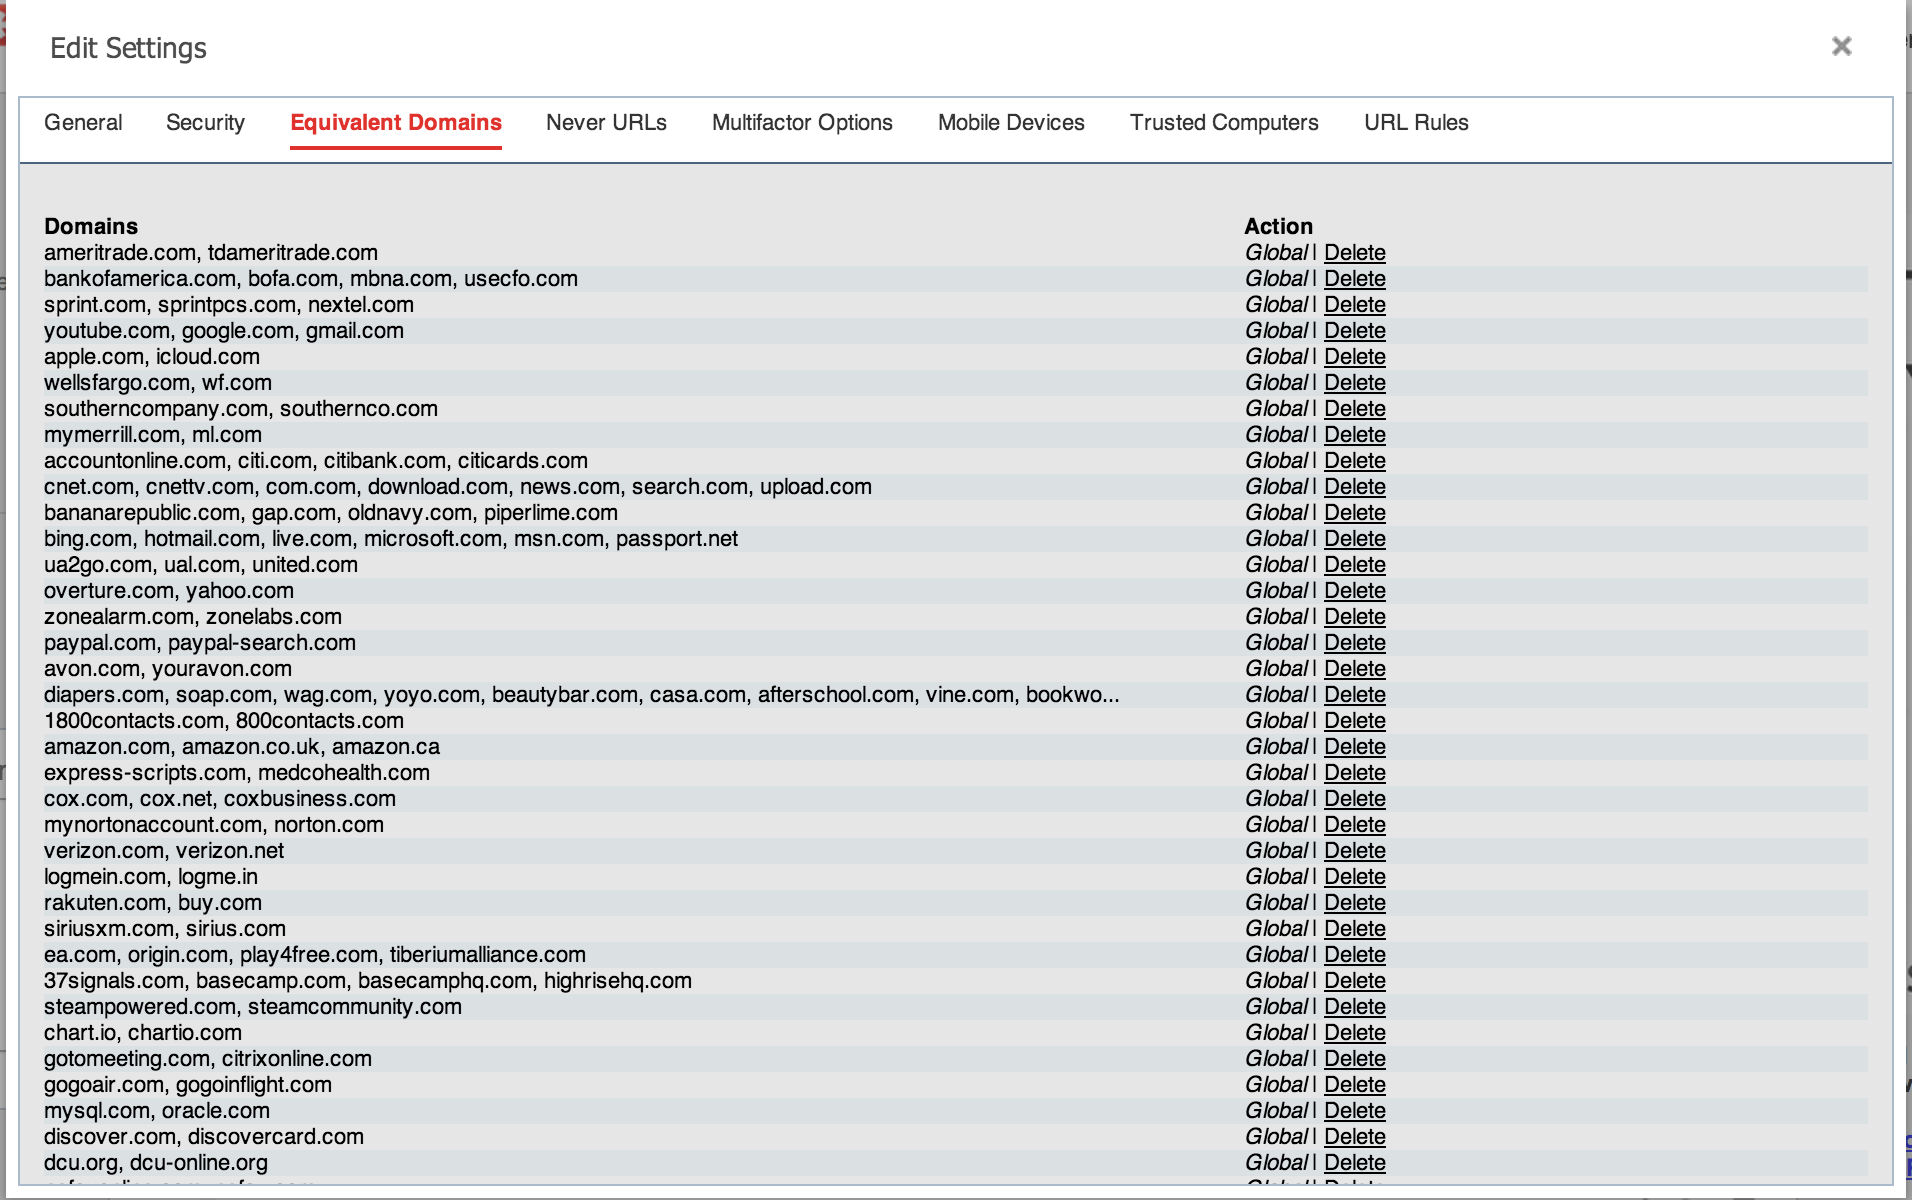 Edit Settings
General Security Equivalent Domains Never URLs Multifactor Options Mobile Devices Trusted Computers URL Rules
Domains Action
ameritrade.com, tdameritrade.com Global | Delete
bankofamerica.com, bofa.com, mbna.com, usecfo.com Global | Delete
sprint.com, sprintpcs.com, nextel.com Global | Delete
youtube.com, google.com, gmail.com Global | Delete
apple.com, icloud.com Global | Delete
wellsfargo.com, wf.com Global | Delete
southerncompany.com, southernco.com Global | Delete
mymerrill.com, ml.com Global | Delete
accountonline.com, citi.com, citibank.com, citicards.com Global | Delete
cnet.com, cnettv.com, com.com, download.com, news.com, search.com, upload.com Global | Delete
bananarepublic.com, gap.com, oldnavy.com, piperlime.com Global | Delete
bing.com, hotmail.com, live.com, microsoft.com, msn.com, passport.net Global | Delete
ua2go.com, ual.com, united.com Global | Delete
overture.com, yahoo.com Global | Delete
zonealarm.com, zonelabs.com Global | Delete
paypal.com, paypal-search.com Global | Delete
avon.com, youravon.com Global | Delete
diapers.com, soap.com, wag.com, yoyo.com, beautybar.com, casa.com, afterschool.com, vine.com, bookwo... Global | Delete
1800contacts.com, 800contacts.com Global | Delete
amazon.com, amazon.co.uk, amazon.ca Global | Delete
express-scripts.com, medcohealth.com Global | Delete
cox.com, cox.net, coxbusiness.com Global | Delete
mynortonaccount.com, norton.com Global | Delete
verizon.com, verizon.net Global | Delete
logmein.com, logme.in Global | Delete
rakuten.com, buy.com Global | Delete
siriusxm.com, sirius.com Global | Delete
ea.com, origin.com, play4free.com, tiberiumalliance.com Global | Delete
37signals.com, basecamp.com, basecamphq.com, highrisehq.com Global | Delete
steampowered.com, steamcommunity.com Global | Delete
chart.io, chartio.com Global | Delete
gotomeeting.com, citrixonline.com Global | Delete
gogoair.com, gogoinflight.com Global | Delete
mysql.com, oracle.com Global | Delete
discover.com, discovercard.com Global | Delete
dcu.org, dcu-online.org Global | Delete